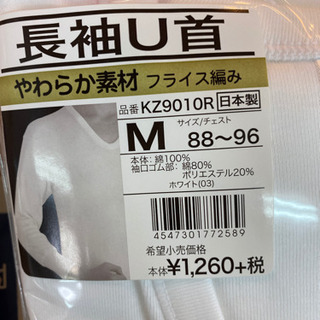 長袖U首
やわらか素材 フライス編み
品番 KZ9010R 日本製
M サイズ/チェスト
88～96
本体:綿100%
袖口ゴム部:綿80%
ポリエステル20%
ホワイト(03)
4547301772589
希望小売価格
本体¥1,260+税